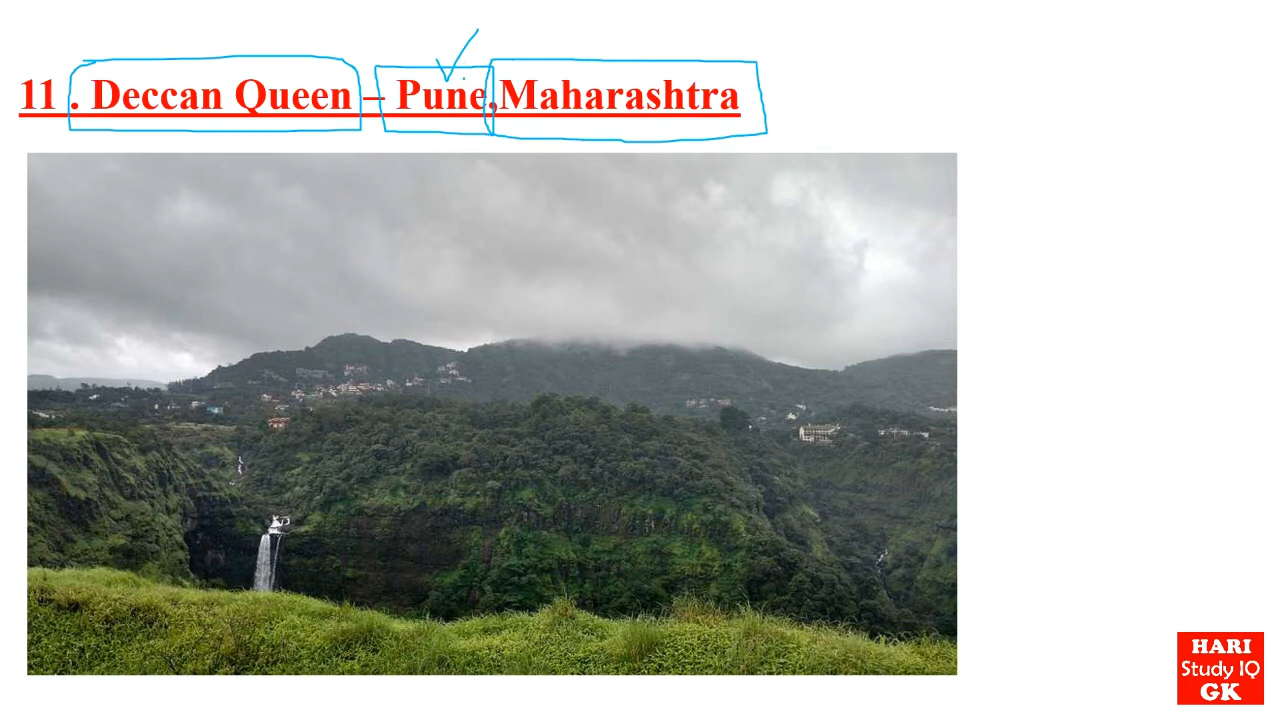 11 . Deccan Queen – Pune,Maharashtra
HARI
Study IQ
GK